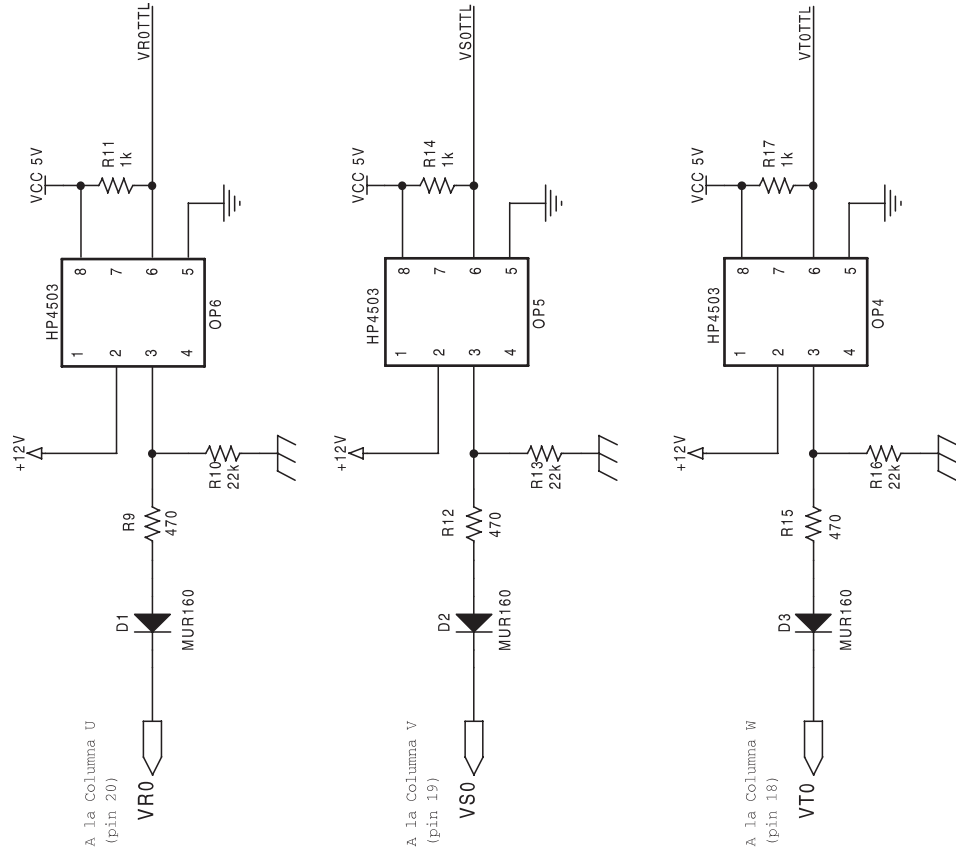 A la Columna U
(pin 20)
VR0
D1
MUR160
R9
470
R10
22k
+12V
HP4503
1
2
3
4
8
7
6
5
OP6
VCC 5V
R11
1k
VR0TTL
A la Columna V
(pin 19)
VS0
D2
MUR160
R12
470
R13
22k
+12V
HP4503
1
2
3
4
8
7
6
5
OP5
VCC 5V
R14
1k
VS0TTL
A la Columna W
(pin 18)
VT0
D3
MUR160
R15
470
R16
22k
+12V
HP4503
1
2
3
4
8
7
6
5
OP4
VCC 5V
R17
1k
VT0TTL